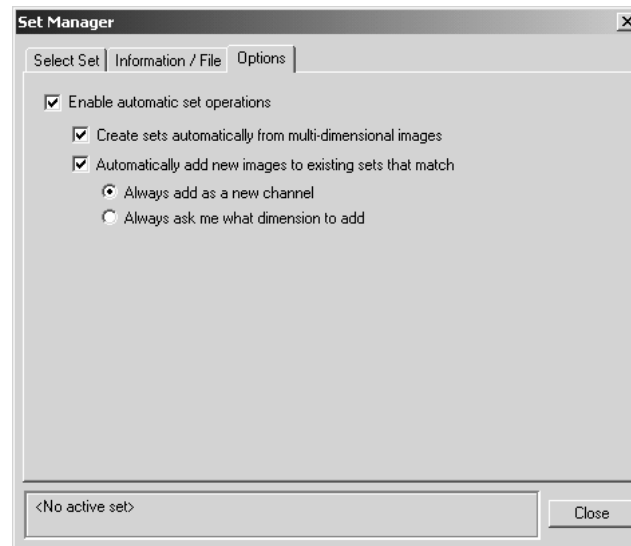 Set Manager
Select Set Information / File Options
Enable automatic set operations
Create sets automatically from multi-dimensional images
Automatically add new images to existing sets that match
Always add as a new channel
Always ask me what dimension to add
<No active set>
Close